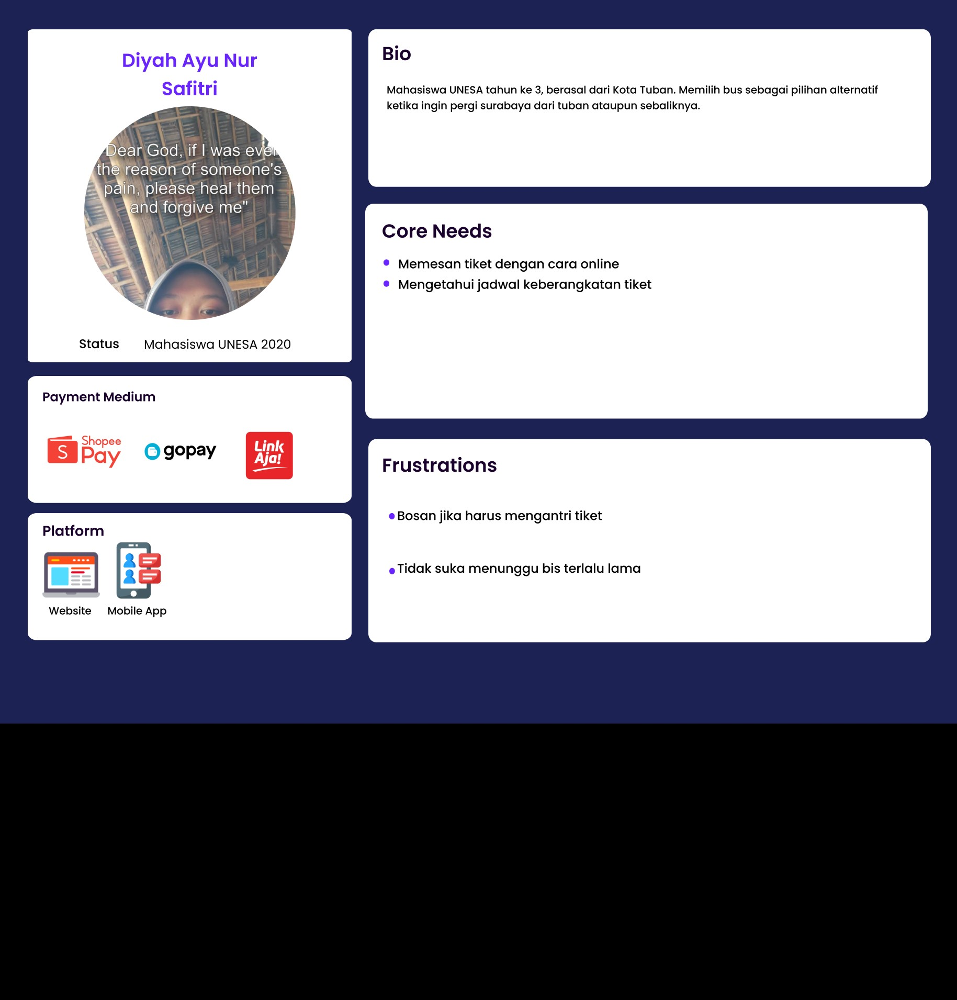 Diyah Ayu Nur
Safitri
Dear God, if I was ever
the reason of someone's
pain, please heal them
and forgive me"
Status Mahasiswa UNESA 2020
Payment Medium
S Shopee
Pay
gopay
Link
Aja!
Platform
Website Mobile App
Bio
Mahasiswa UNESA tahun ke 3, berasal dari Kota Tuban. Memilih bus sebagai pilihan alternatif
ketika ingin pergi surabaya dari tuban ataupun sebaliknya.
Core Needs
Memesan tiket dengan cara online
Mengetahui jadwal keberangkatan tiket
Frustrations
Bosan jika harus mengantri tiket
Tidak suka menunggu bis terlalu lama